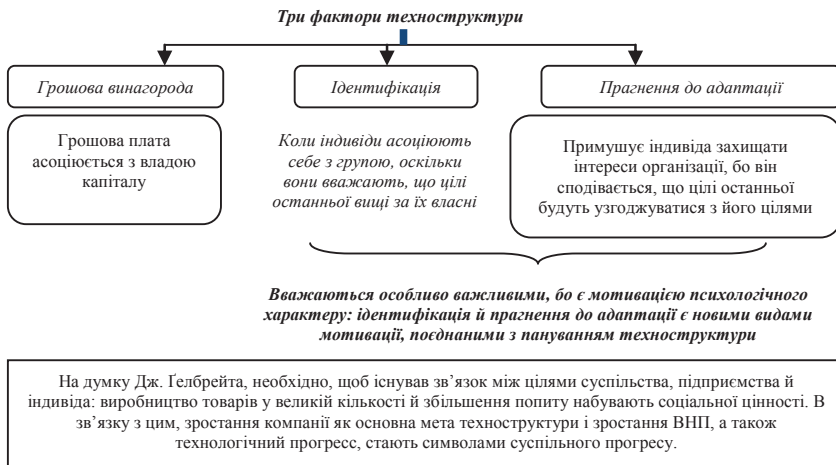 Три фактори техноструктури
Грошова винагорода
Ідентифікація
Прагнення до адаптації
Грошова плата
асоціюється з владою
капіталу
Коли індивіди асоціюють
себе з групою, оскільки
вони вважають, що цілі
останньої вищі за їх власні
Примушує індивіда захищати
інтереси організації, бо він
сподівається, що цілі останньої
будуть узгоджуватися з його цілями
Вважаються особливо важливими, бо є мотивацією психологічного
характеру: ідентифікація й прагнення до адаптації є новими видами
мотивації, поєднаними з пануванням техноструктури
На думку Дж. Ґелбрейта, необхідно, щоб існував зв’язок між цілями суспільства, підприємства й
індивіда: виробництво товарів у великій кількості й збільшення попиту набувають соціальної цінності. В
зв’язку з цим, зростання компанії як основна мета техноструктури і зростання ВНП, а також
технологічний прогресс, стають символами суспільного прогресу.